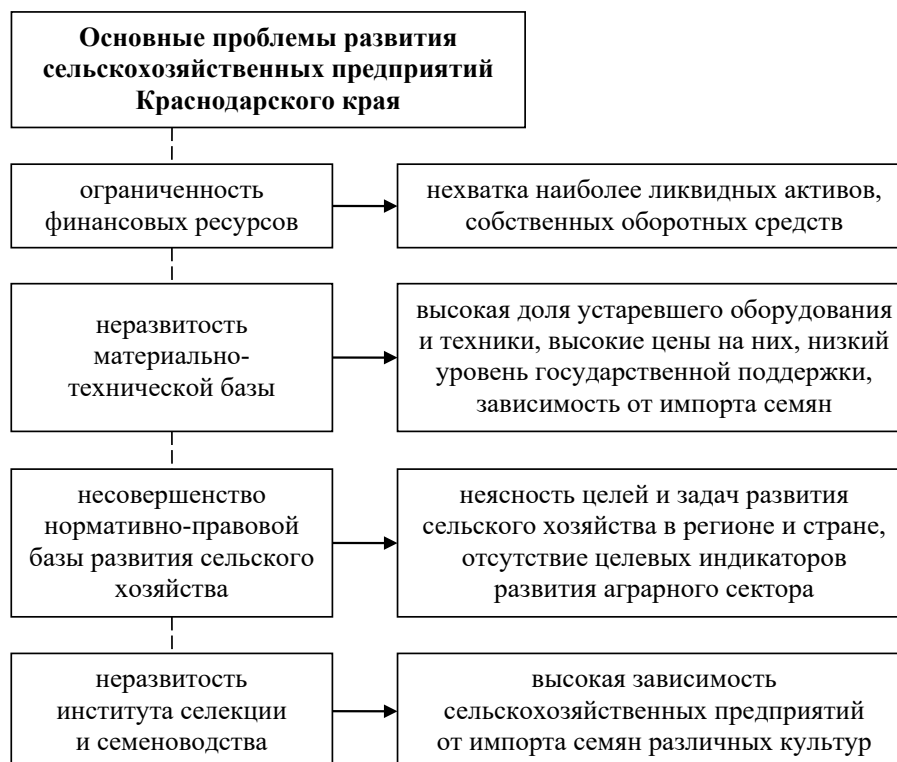 Основные проблемы развития
сельскохозяйственных предприятий
Краснодарского края
ограниченность
финансовых ресурсов
нехватка наиболее ликвидных активов,
собственных оборотных средств
неразвитость
материально-
технической базы
высокая доля устаревшего оборудования
и техники, высокие цены на них, низкий
уровень государственной поддержки,
зависимость от импорта семян
несовершенство
нормативно-правовой
базы развития сельского
хозяйства
неясность целей и задач развития
сельского хозяйства в регионе и стране,
отсутствие целевых индикаторов
развития аграрного сектора
неразвитость
института селекции
и семеноводства
высокая зависимость
сельскохозяйственных предприятий
от импорта семян различных культур